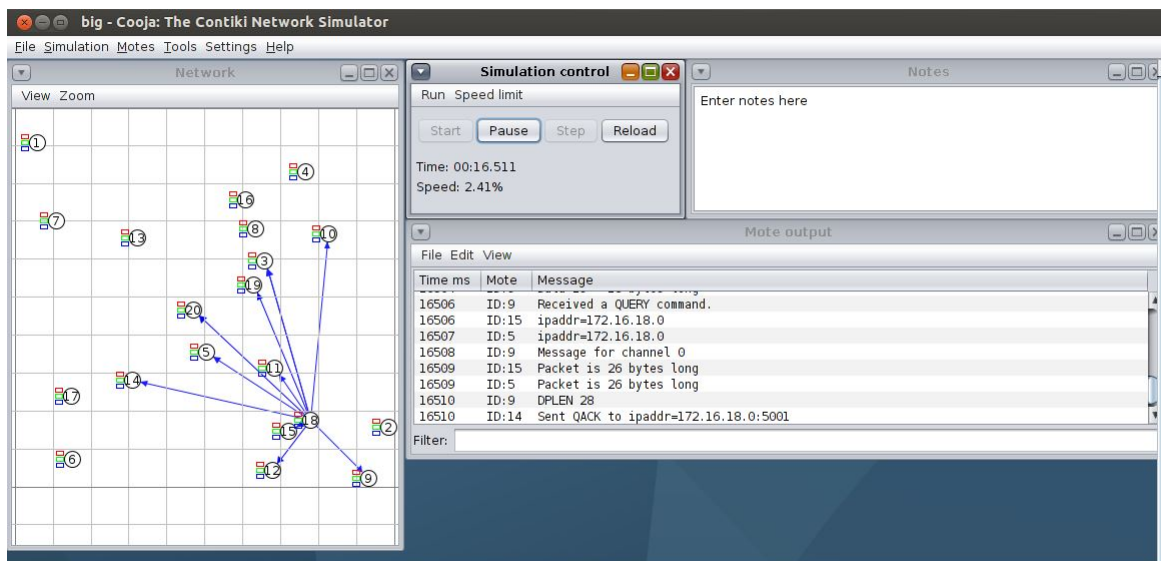 big - Cooja: The Contiki Network Simulator
File Simulation Motes Tools Settings Help
Network
View Zoom
1
4
16
7
8
10
13
3
19
20
5
11
14
17
18
15
2
6
12
9
Simulation control
Run Speed limit
Start Pause Step Reload
Time: 00:16.511
Speed: 2.41%
Notes
Enter notes here
Mote output
File Edit View
Time ms Mote Message
16506 ID:9 Received a QUERY command.
16506 ID:15 ipaddr=172.16.18.0
16507 ID:5 ipaddr=172.16.18.0
16508 ID:9 Message for channel 0
16509 ID:15 Packet is 26 bytes long
16509 ID:5 Packet is 26 bytes long
16510 ID:9 DPLEN 28
16510 ID:14 Sent QACK to ipaddr=172.16.18.0:5001
Filter: